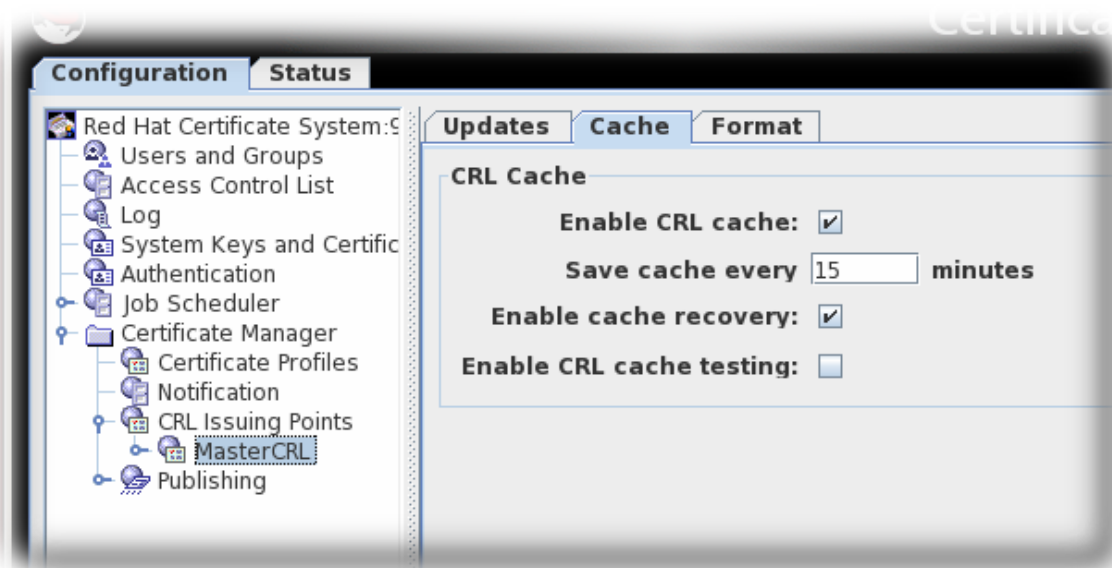 Certifica
Configuration Status
Red Hat Certificate System:9
Users and Groups
Access Control List
Log
System Keys and Certific
Authentication
Job Scheduler
Certificate Manager
Certificate Profiles
Notification
CRL Issuing Points
MasterCRL
Publishing
Updates Cache Format
CRL Cache
Enable CRL cache:
Save cache every 15 minutes
Enable cache recovery:
Enable CRL cache testing: